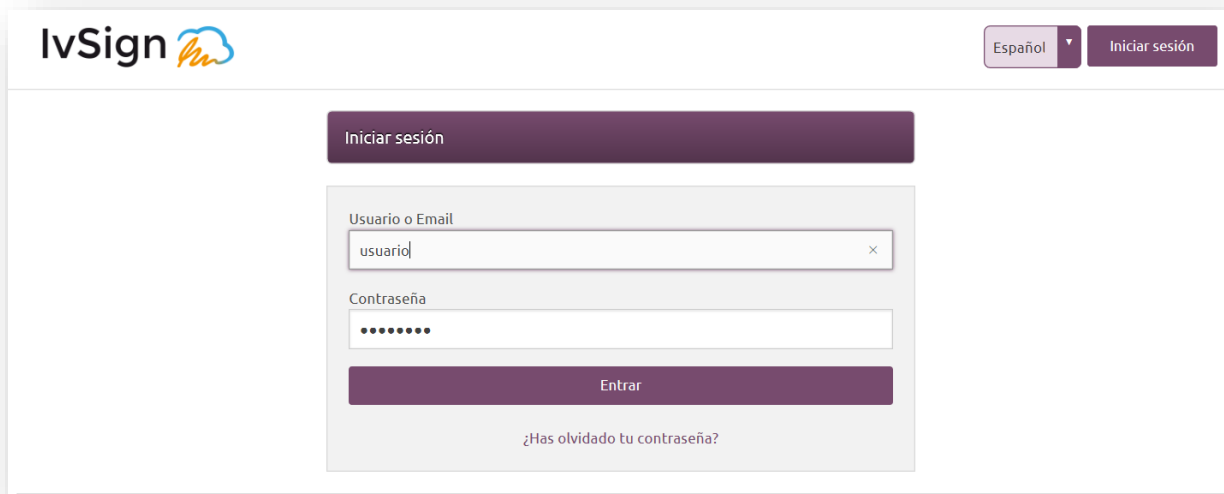 IvSign
Español
Iniciar sesión
Iniciar sesión
Usuario o Email
usuario
Contraseña
••••••••
Entrar
¿Has olvidado tu contraseña?